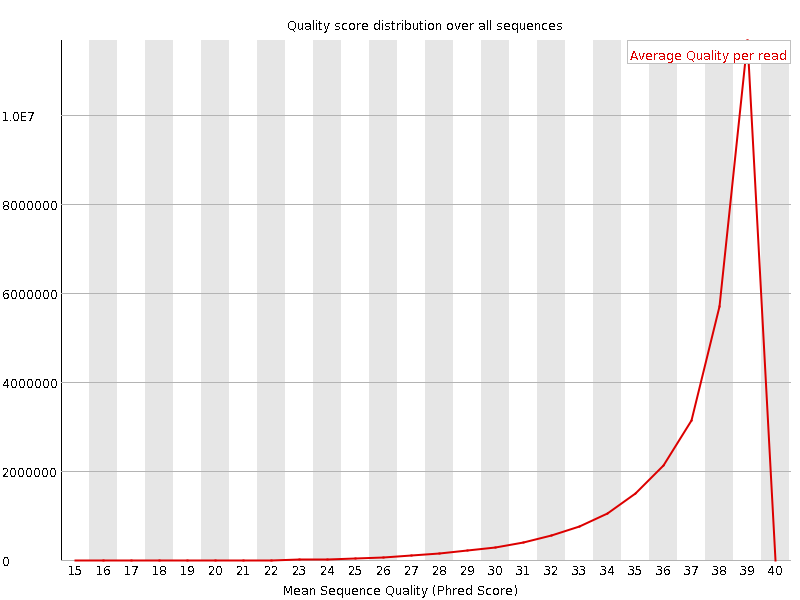 Quality score distribution over all sequences
Average Quality per read
1.0E7
8000000
6000000
4000000
2000000
0
15 16 17 18 19 20 21 22 23 24 25 26 27 28 29 30 31 32 33 34 35 36 37 38 39 40
Mean Sequence Quality (Phred Score)